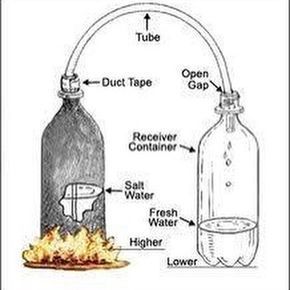 Tube
Duct Tape
Open
Gap
Receiver
Container
Salt
Water
Fresh
Water
Higher
Lower